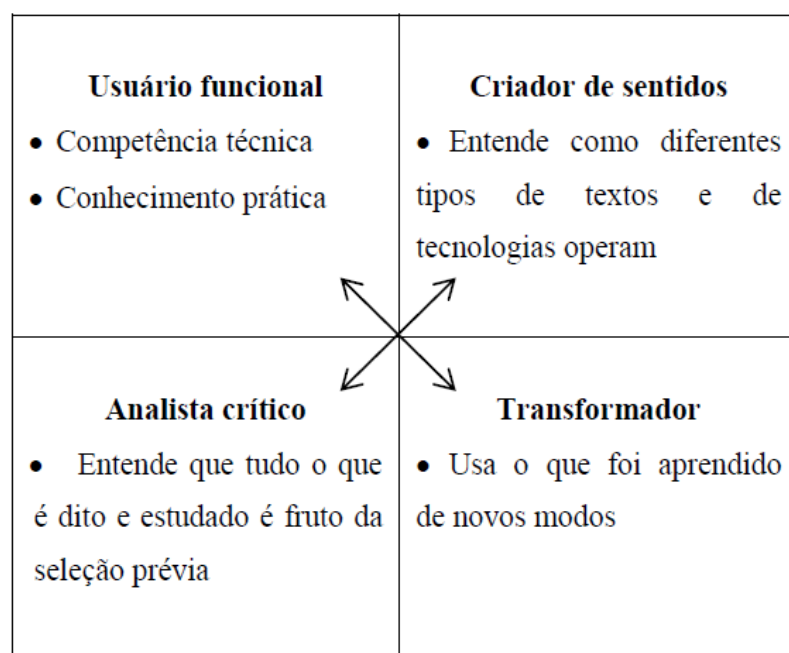 Usuário funcional
• Competência técnica
• Conhecimento prática
Criador de sentidos
• Entende como diferentes
tipos de textos e de
tecnologias operam
Analista crítico
• Entende que tudo o que
é dito e estudado é fruto da
seleção prévia
Transformador
• Usa o que foi aprendido
de novos modos